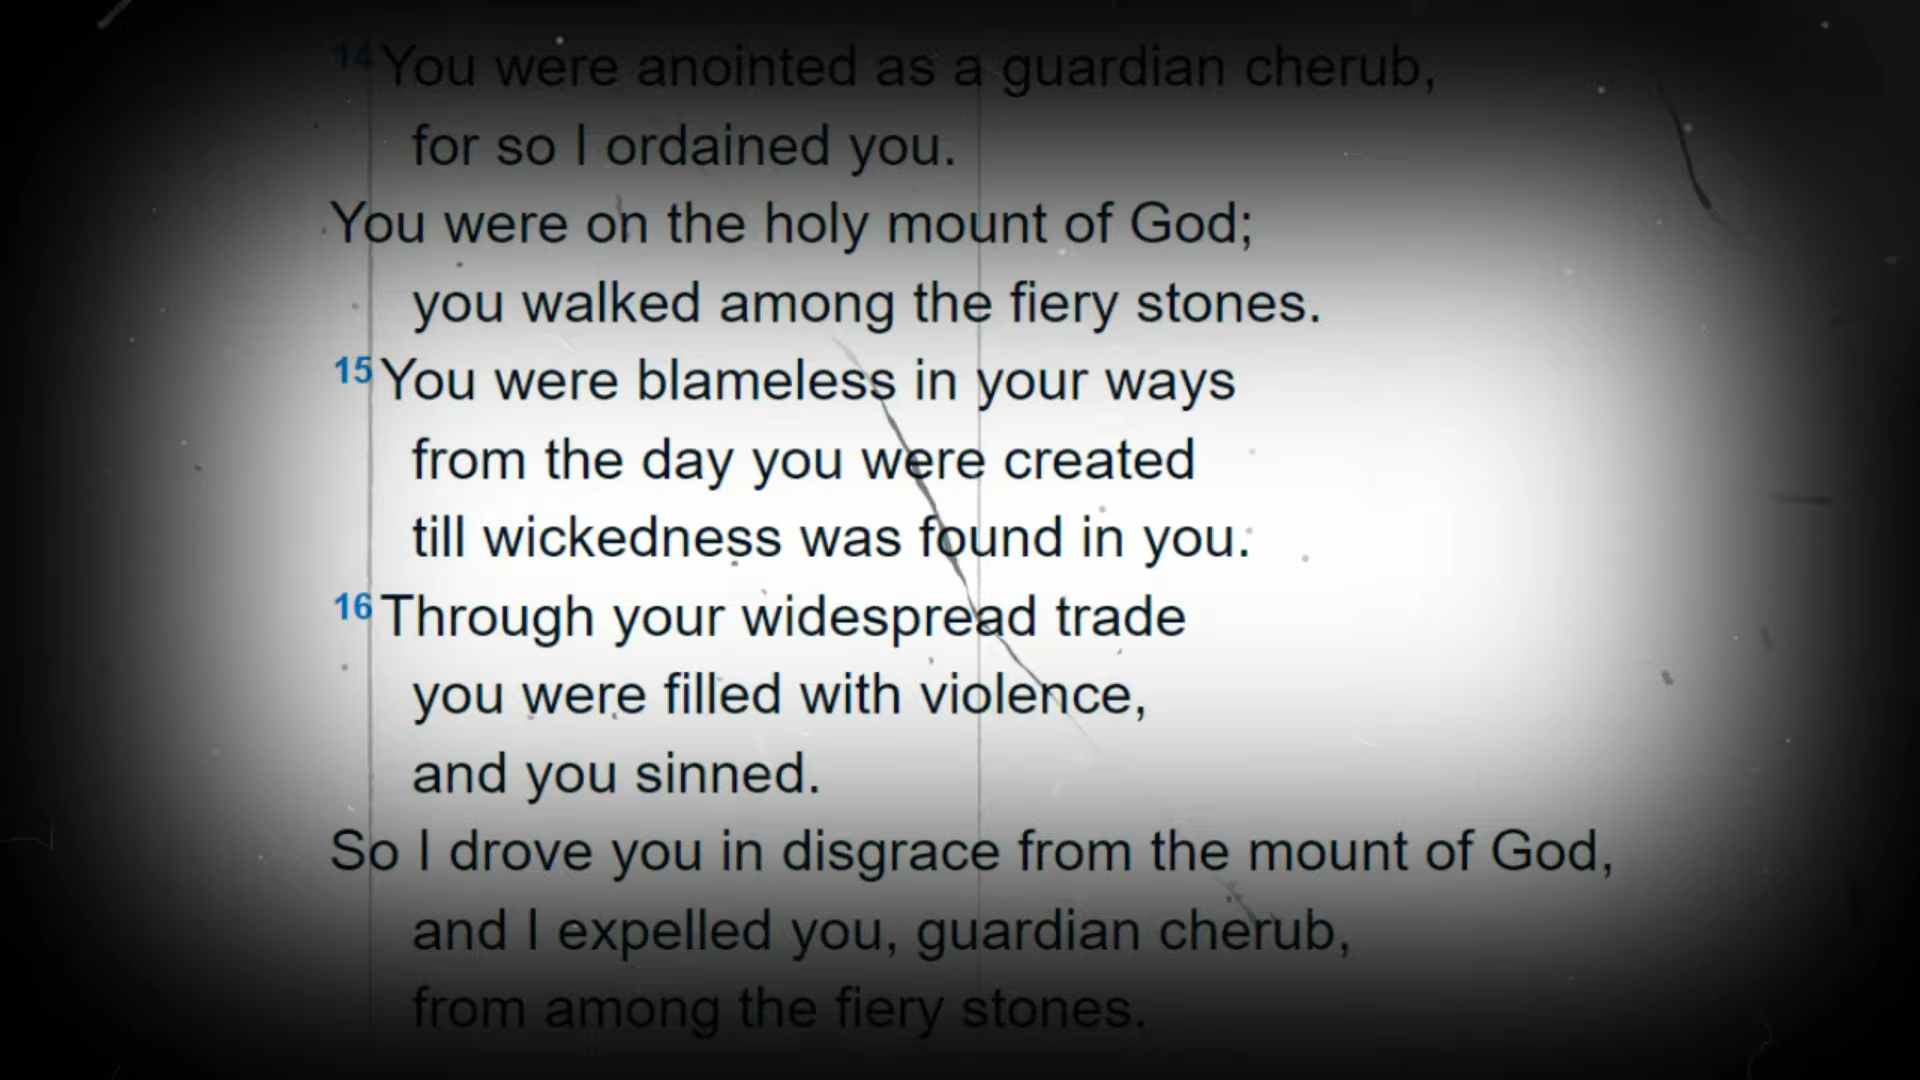 14 You were anointed as a guardian cherub,
for so I ordained you.
You were on the holy mount of God;
you walked among the fiery stones.
15 You were blameless in your ways
from the day you were created
till wickedness was found in you.
16 Through your widespread trade
you were filled with violence,
and you sinned.
So I drove you in disgrace from the mount of God,
and I expelled you, guardian cherub,
from among the fiery stones.